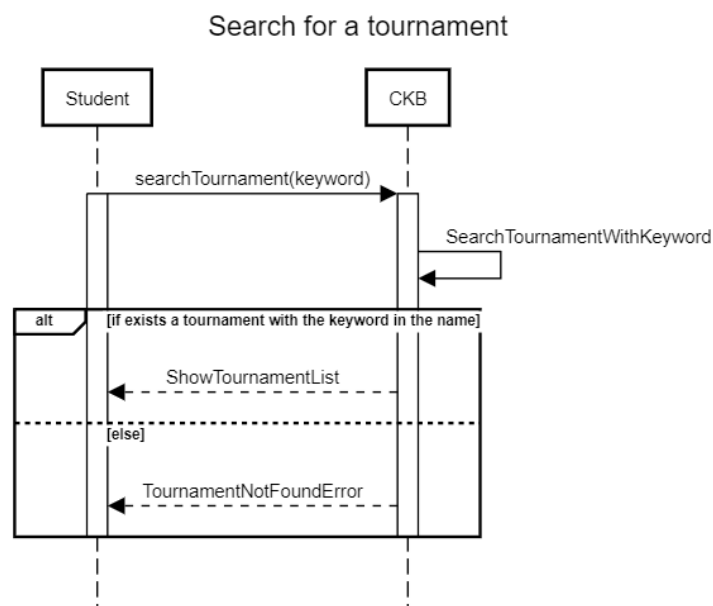 Search for a tournament
Student
CKB
searchTournament(keyword)
SearchTournamentWithKeyword
alt
[if exists a tournament with the keyword in the name]
ShowTournamentList
[else]
TournamentNotFoundError